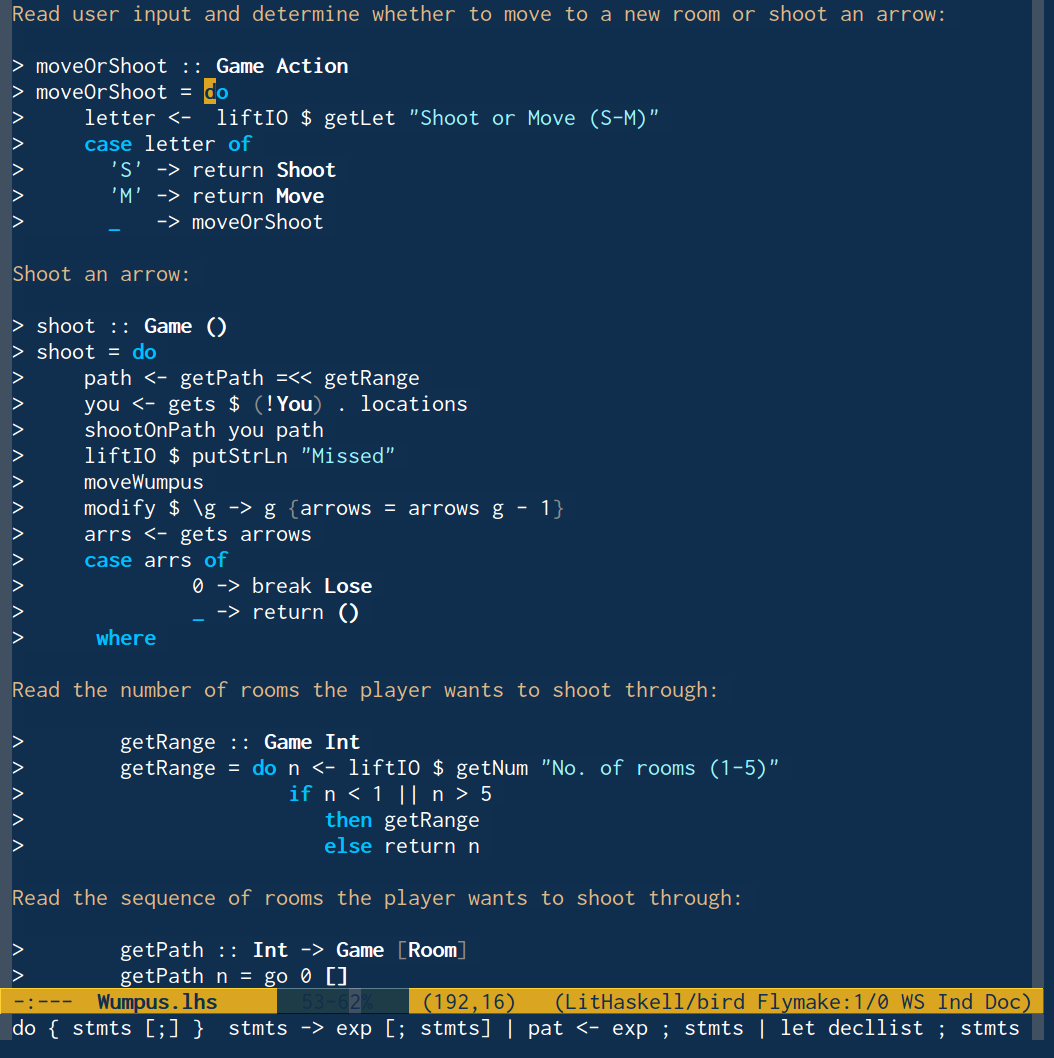 Read user input and determine whether to move to a new room or shoot an arrow:
> moveOrShoot :: Game Action
> moveOrShoot = do
>     letter <-  liftIO $ getLet "Shoot or Move (S-M)"
>     case letter of
>       'S' -> return Shoot
>       'M' -> return Move
>       _   -> moveOrShoot
Shoot an arrow:
> shoot :: Game ()
> shoot = do
>     path <- getPath =<< getRange
>     you <- gets $ (!You) . locations
>     shootOnPath you path
>     liftIO $ putStrLn "Missed"
>     moveWumpus
>     modify $ \g -> g {arrows = arrows g - 1}
>     arrs <- gets arrows
>     case arrs of
>              0 -> break Lose
>              _ -> return ()
>      where
Read the number of rooms the player wants to shoot through:
>        getRange :: Game Int
>        getRange = do n <- liftIO $ getNum "No. of rooms (1-5)"
>                      if n < 1 || n > 5
>                         then getRange
>                         else return n
Read the sequence of rooms the player wants to shoot through:
>        getPath :: Int -> Game [Room]
>        getPath n = go 0 []
-:---  Wumpus.lhs       53-62%    (192,16)   (LitHaskell/bird Flymake:1/0 WS Ind Doc)
do { stmts [;] }  stmts -> exp [; stmts] | pat <- exp ; stmts | let decllist ; stmts